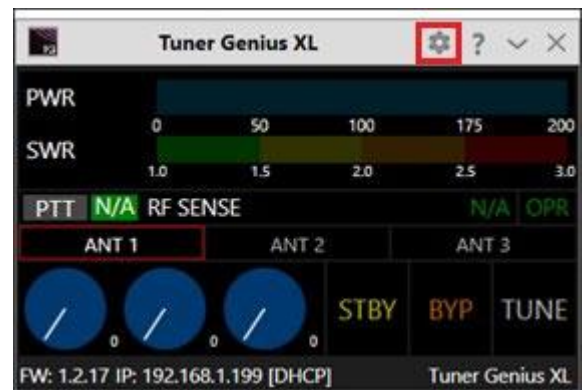 Tuner Genius XL ?
PWR
0 50 100 175 200
SWR
1.0 1.5 2.0 2.5 3.0
PTT N/A RF SENSE N/A OPR
ANT 1 ANT 2 ANT 3
0 0 0 STBY BYP TUNE
FW: 1.2.17 IP: 192.168.1.199 [DHCP] Tuner Genius XL